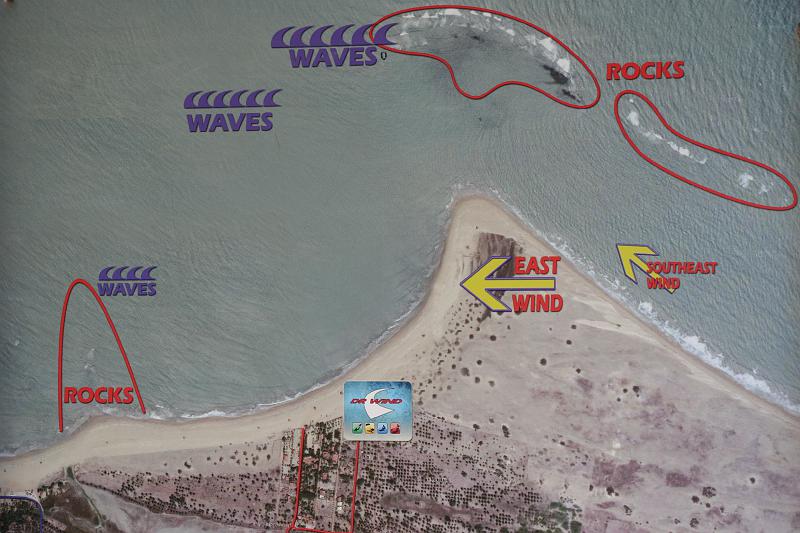 WAVES
ROCKS
WAVES
EAST
WIND
SOUTHEAST
WIND
WAVES
ROCKS
DR WIND